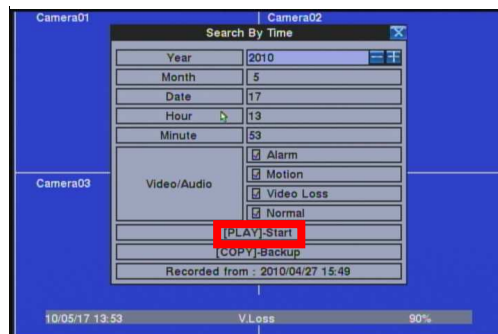 Camera01
Camera02
Search By Time
Year 2010
Month 5
Date 17
Hour 13
Minute 53
Video/Audio
Alarm
Motion
Video Loss
Normal
Camera03
[PLAY]-Start
[COPY]-Backup
Recorded from : 2010/04/27 15:49
10/05/17 13:53 V.Loss 90%